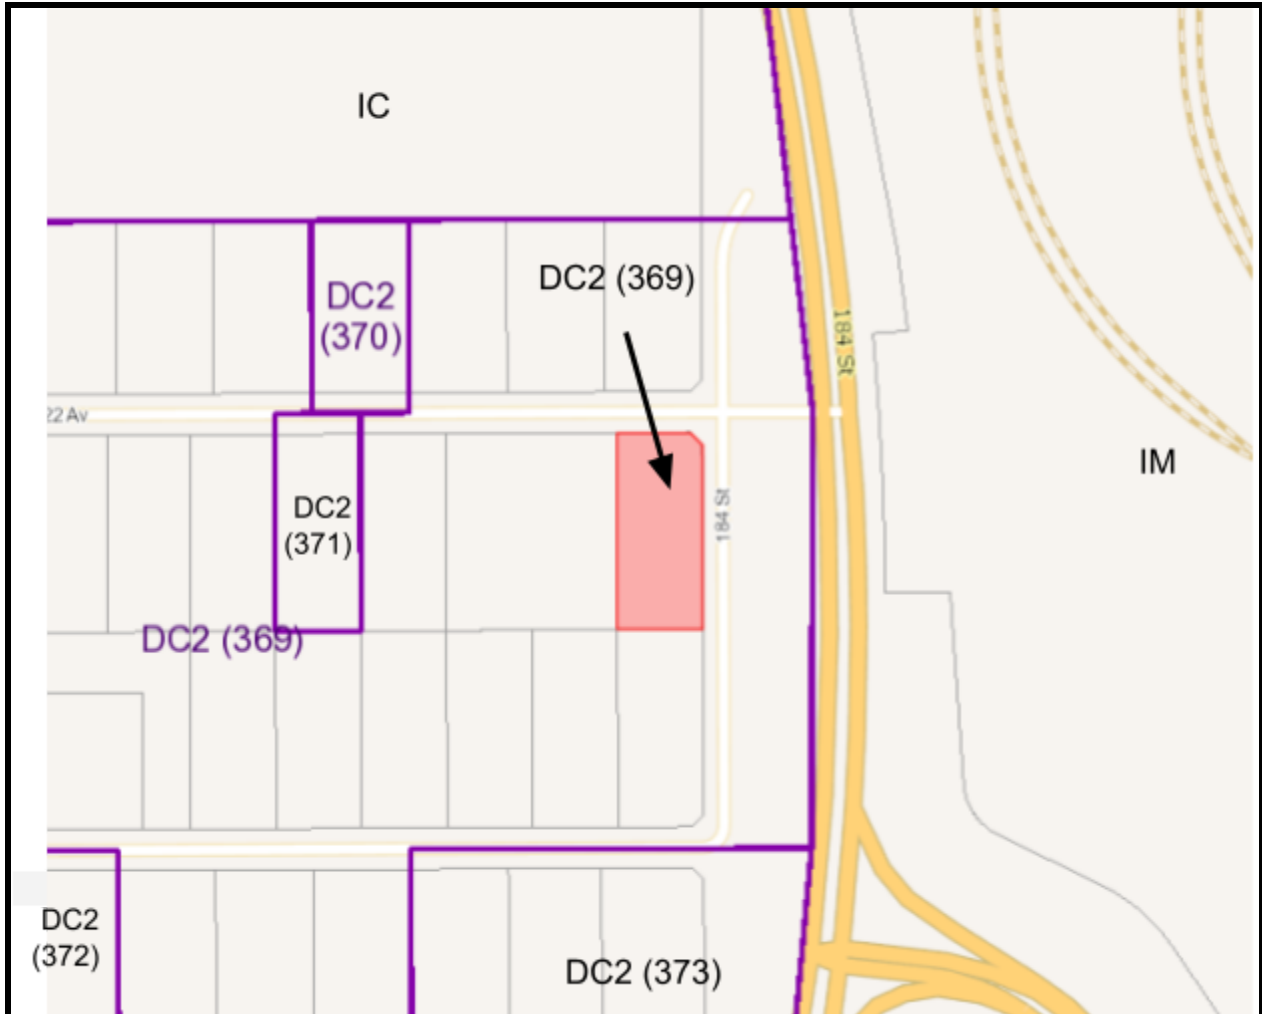 IC
DC2
(370)
DC2 (369)
184 St
22 Av
IM
DC2
(371)
184 St
DC2 (369)
DC2
(372)
DC2 (373)